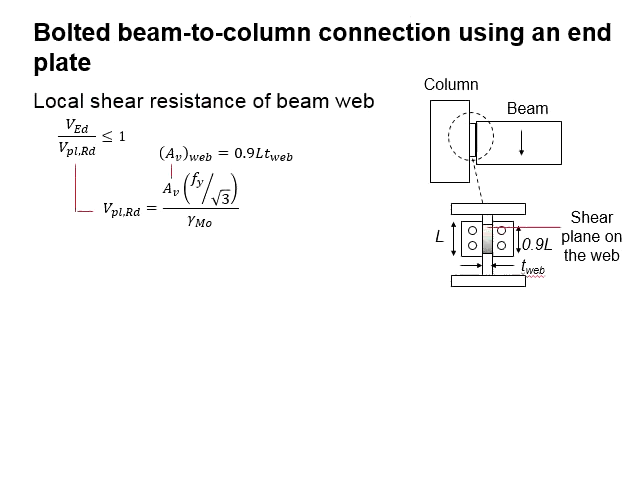 Bolted beam-to-column connection using an end
plate
Local shear resistance of beam web
V_Ed / V_pl,Rd ≤ 1
(A_v)_web = 0.9Lt_web
V_pl,Rd = A_v (f_y/√3) / γ_Mo
Column
Beam
L
0.9L
t_web
Shear
plane on
the web